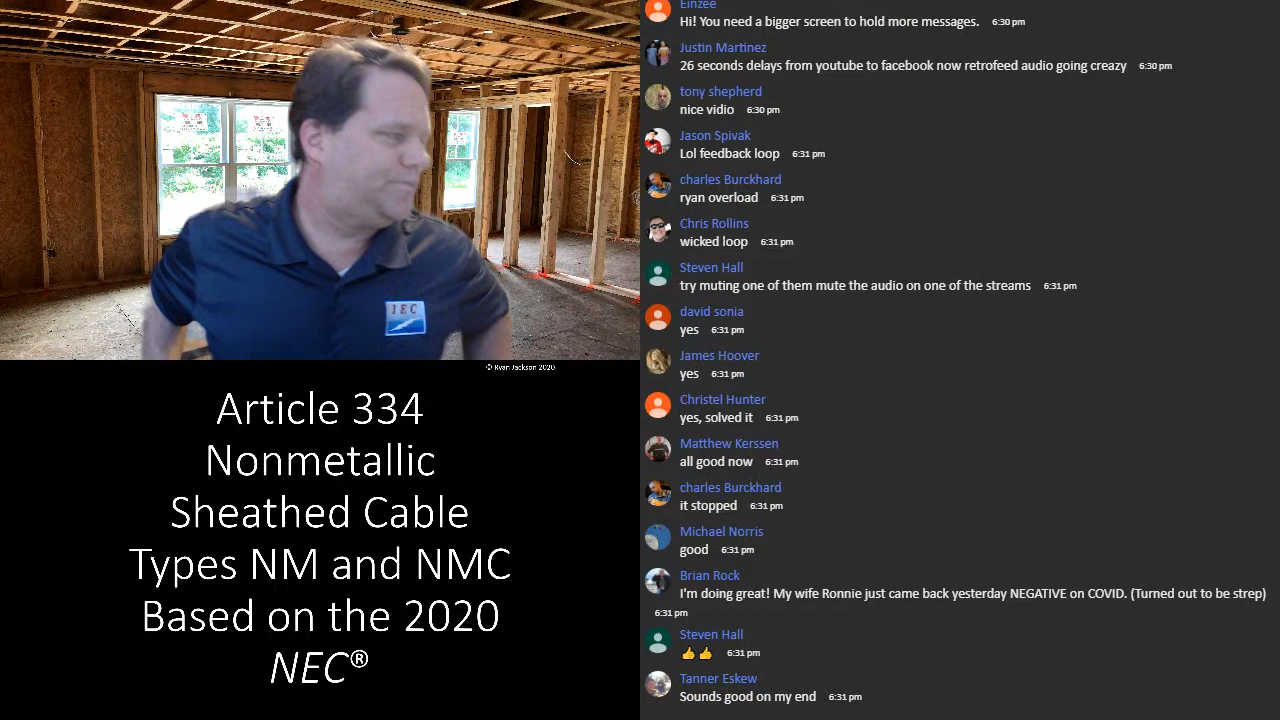 IEC
© Ryan Jackson 2020
Article 334
Nonmetallic
Sheathed Cable
Types NM and NMC
Based on the 2020
NEC®
Einzee
Hi! You need a bigger screen to hold more messages. 6:30 pm
Justin Martinez
26 seconds delays from youtube to facebook now retrofeed audio going creazy 6:30 pm
tony shepherd
nice vidio 6:30 pm
Jason Spivak
Lol feedback loop 6:31 pm
charles Burckhard
ryan overload 6:31 pm
Chris Rollins
wicked loop 6:31 pm
Steven Hall
try muting one of them mute the audio on one of the streams 6:31 pm
david sonia
yes 6:31 pm
James Hoover
yes 6:31 pm
Christel Hunter
yes, solved it 6:31 pm
Matthew Kerssen
all good now 6:31 pm
charles Burckhard
it stopped 6:31 pm
Michael Norris
good 6:31 pm
Brian Rock
I'm doing great! My wife Ronnie just came back yesterday NEGATIVE on COVID. (Turned out to be strep)
6:31 pm
Steven Hall
👍👍 6:31 pm
Tanner Eskew
Sounds good on my end 6:31 pm